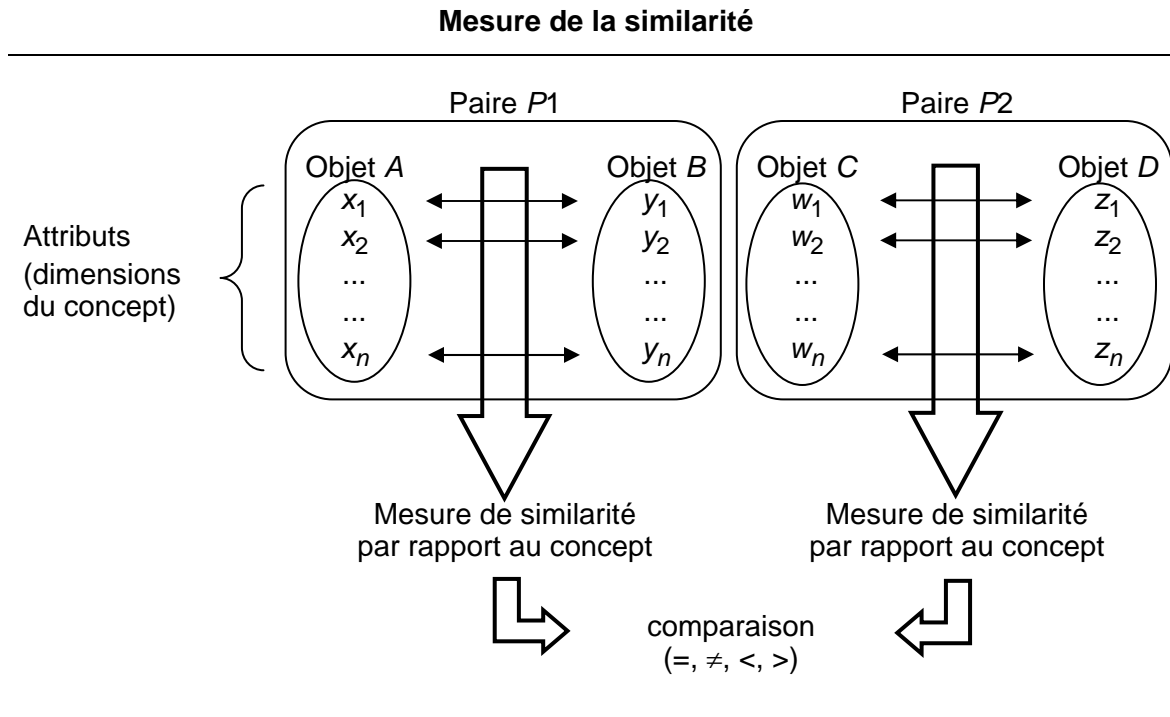 Mesure de la similarité
Paire P1
Paire P2
Objet A
Objet B
Objet C
Objet D
x1
y1
w1
z1
x2
y2
w2
z2
...
...
...
...
...
...
...
...
xn
yn
wn
zn
Attributs
(dimensions
du concept)
Mesure de similarité
par rapport au concept
Mesure de similarité
par rapport au concept
comparaison
(=, ≠, <, >)